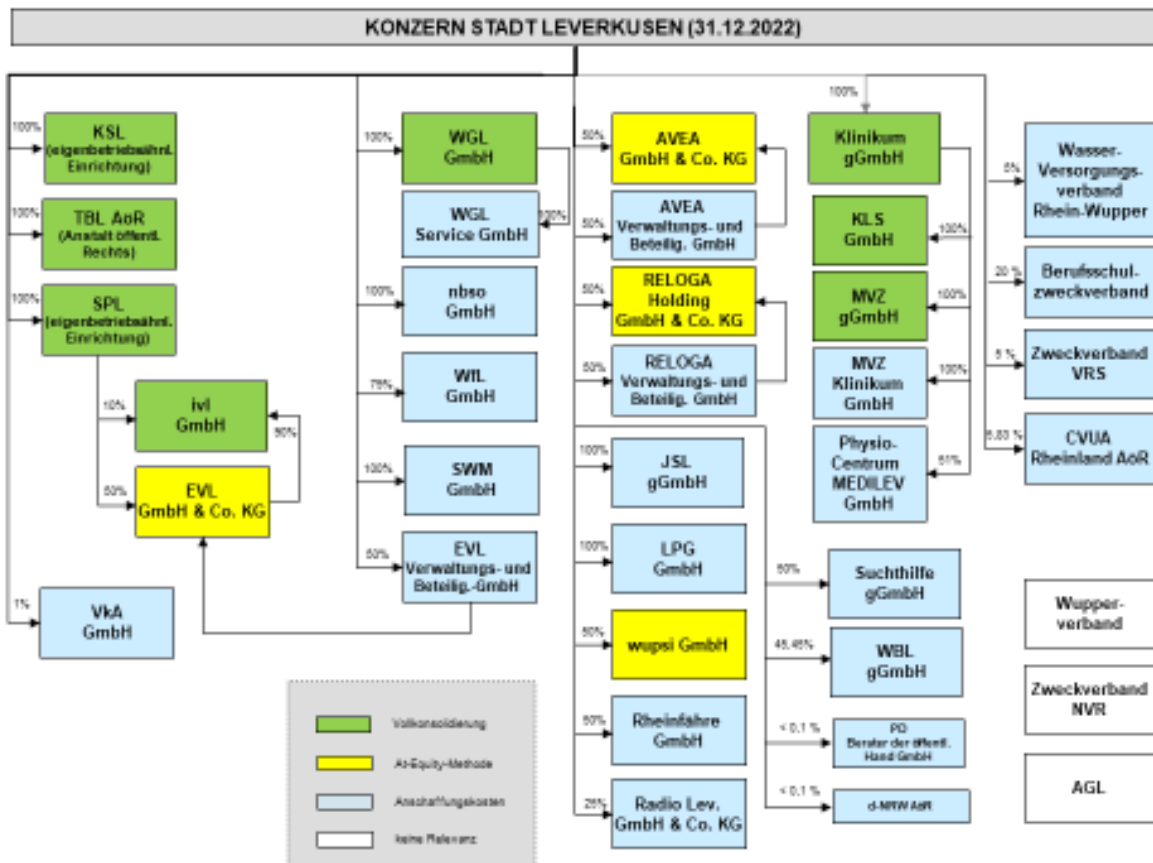 KONZERN STADT LEVERKUSEN (31.12.2022)
100%
KSL
(eigenbetriebsähnl.
Einrichtung)
100%
TBL AöR
(Anstalt öffentl.
Rechts)
100%
SPL
(eigenbetriebsähnl.
Einrichtung)
10%
ivl
GmbH
90%
50%
EVL
GmbH & Co. KG
1%
VkA
GmbH
100%
WGL
GmbH
100%
WGL
Service GmbH
100%
nbso
GmbH
75%
WfL
GmbH
100%
SWM
GmbH
50%
EVL
Verwaltungs- und
Beteilig.-GmbH
50%
AVEA
GmbH & Co. KG
50%
AVEA
Verwaltungs- und
Beteilig. GmbH
50%
RELOGA
Holding
GmbH & Co. KG
50%
RELOGA
Verwaltungs- und
Beteilig. GmbH
100%
JSL
gGmbH
100%
LPG
GmbH
50%
wupsi GmbH
50%
Rheinfähre
GmbH
25%
Radio Lev.
GmbH & Co. KG
100%
Klinikum
gGmbH
100%
KLS
GmbH
100%
MVZ
gGmbH
100%
MVZ
Klinikum
GmbH
51%
Physio-
Centrum
MEDILEV
GmbH
50%
Suchthilfe
gGmbH
45,45%
WBL
gGmbH
< 0,1 %
PD
Berater der öffentl.
Hand GmbH
< 0,1 %
d-NRW AöR
5%
Wasser-
Versorgungs-
verband
Rhein-Wupper
20 %
Berufsschul-
zweckverband
5 %
Zweckverband
VRS
5,83 %
CVUA
Rheinland AöR
Wupper-
verband
Zweckverband
NVR
AGL
Vollkonsolidierung
At-Equity-Methode
Anschaffungskosten
keine Relevanz